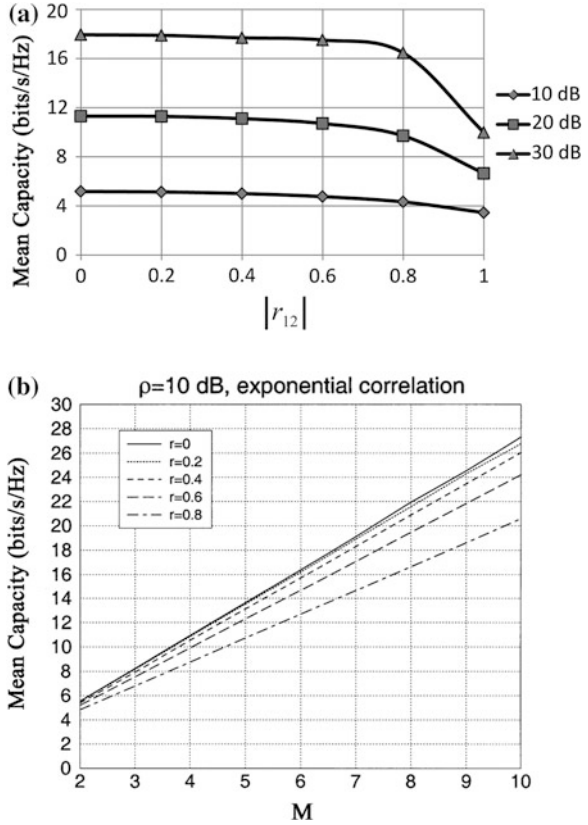 (a)
20
16
12
8
4
0
Mean Capacity (bits/s/Hz)
0 0.2 0.4 0.6 0.8 1
|r12|
10 dB
20 dB
30 dB
(b)
ρ=10 dB, exponential correlation
30
28
26
24
22
20
18
16
14
12
10
8
6
4
2
0
Mean Capacity (bits/s/Hz)
r=0
r=0.2
r=0.4
r=0.6
r=0.8
2 3 4 5 6 7 8 9 10
M